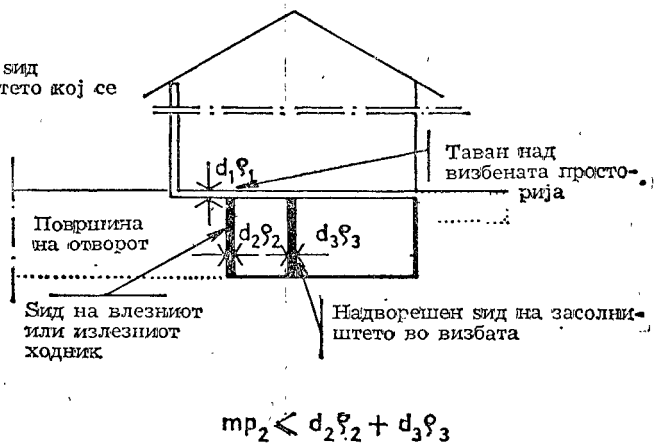 ѕид
тето кој се
d₁ρ₁
Таван над
визбената просто-
рија
Површина
на отворот
d₂ρ₂
d₃ρ₃
Ѕид на влезниот
или излезниот
ходник
Надворешен ѕид на засолни-
штето во визбата
mp₂ < d₂ρ₂ + d₃ρ₃